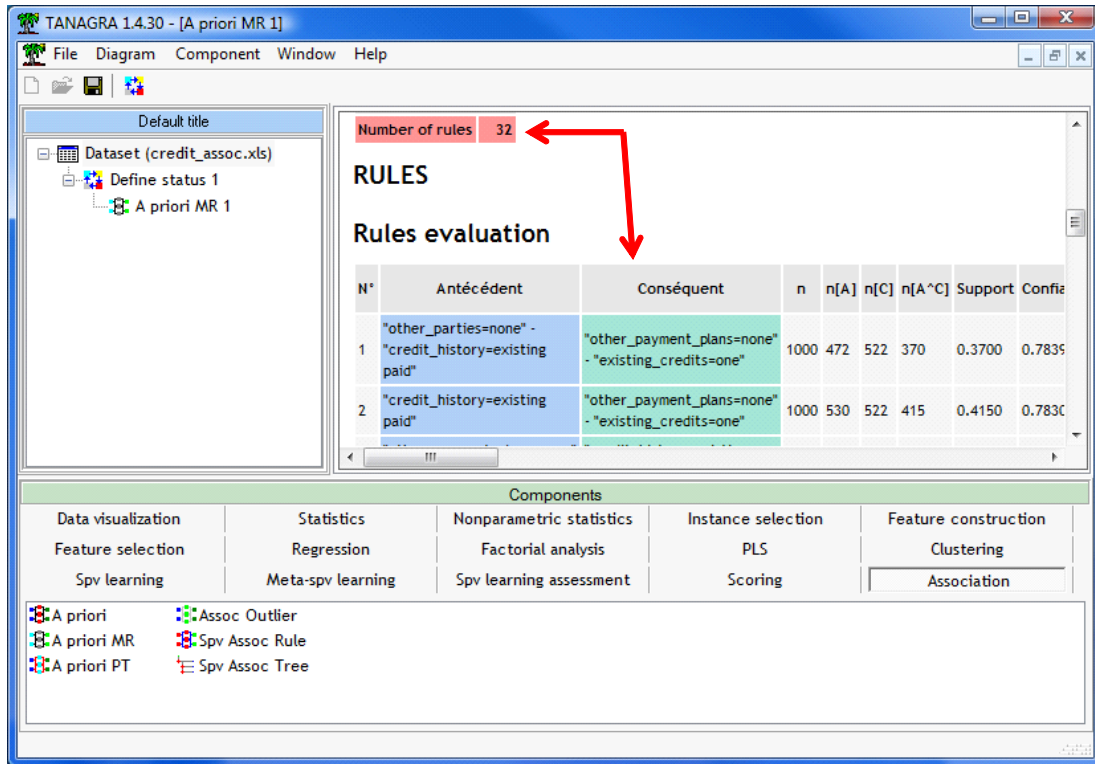 TANAGRA 1.4.30 - [A priori MR 1]
File Diagram Component Window Help
Default title
Dataset (credit_assoc.xls)
Define status 1
A priori MR 1
Number of rules 32
RULES
Rules evaluation
N° Antécédent Conséquent n n[A] n[C] n[A^C] Support Confia
1 "other_parties=none" - "credit_history=existing paid" "other_payment_plans=none" - "existing_credits=one" 1000 472 522 370 0.3700 0.7839
2 "credit_history=existing paid" "other_payment_plans=none" - "existing_credits=one" 1000 530 522 415 0.4150 0.7830
Components
Data visualization Statistics Nonparametric statistics Instance selection Feature construction
Feature selection Regression Factorial analysis PLS Clustering
Spv learning Meta-spv learning Spv learning assessment Scoring Association
A priori Assoc Outlier
A priori MR Spv Assoc Rule
A priori PT Spv Assoc Tree